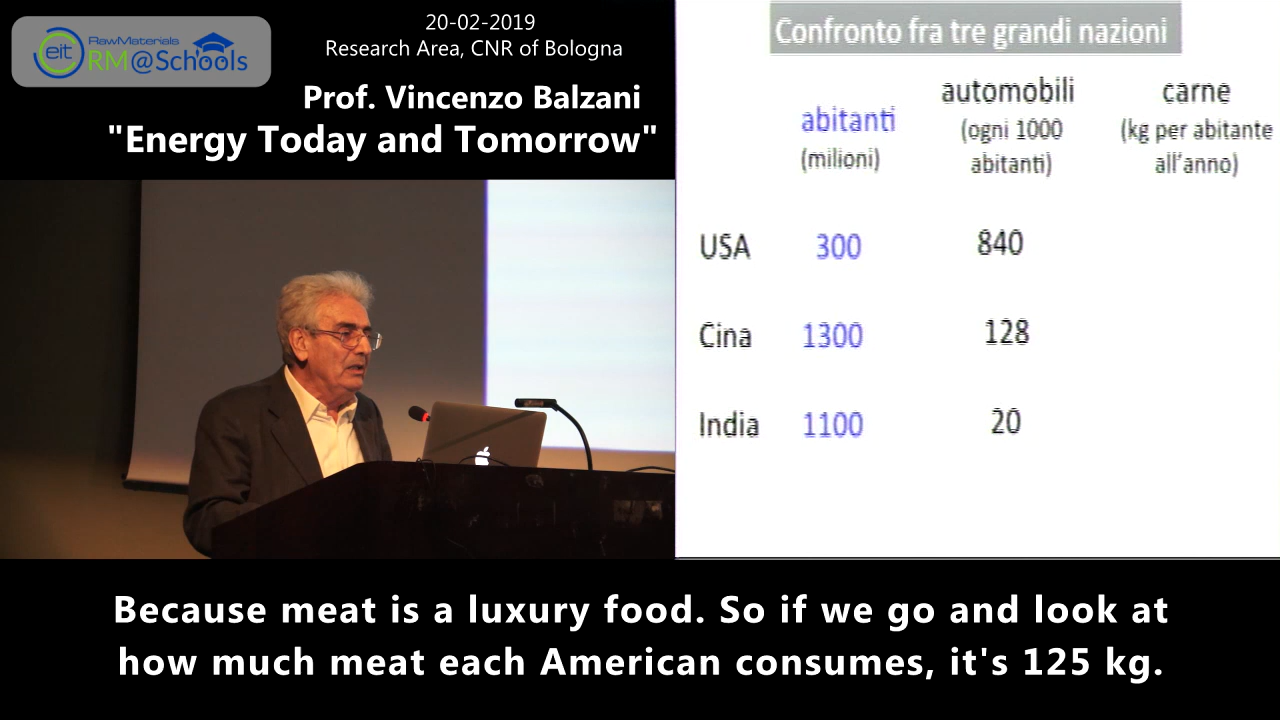 eit RawMaterials
RM@Schools
20-02-2019
Research Area, CNR of Bologna
Prof. Vincenzo Balzani
"Energy Today and Tomorrow"
Confronto fra tre grandi nazioni
abitanti
(milioni)
automobili
(ogni 1000
abitanti)
carne
(kg per abitante
all'anno)
USA 300 840
Cina 1300 128
India 1100 20
Because meat is a luxury food. So if we go and look at
how much meat each American consumes, it's 125 kg.